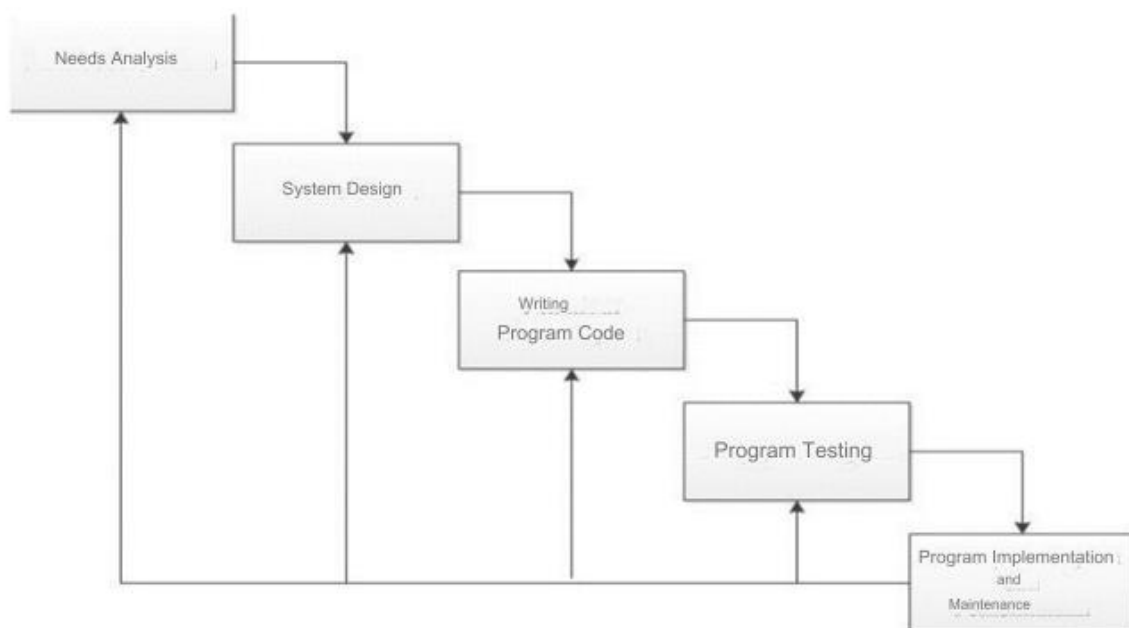 Needs Analysis
System Design
Writing
Program Code
Program Testing
Program Implementation
and
Maintenance